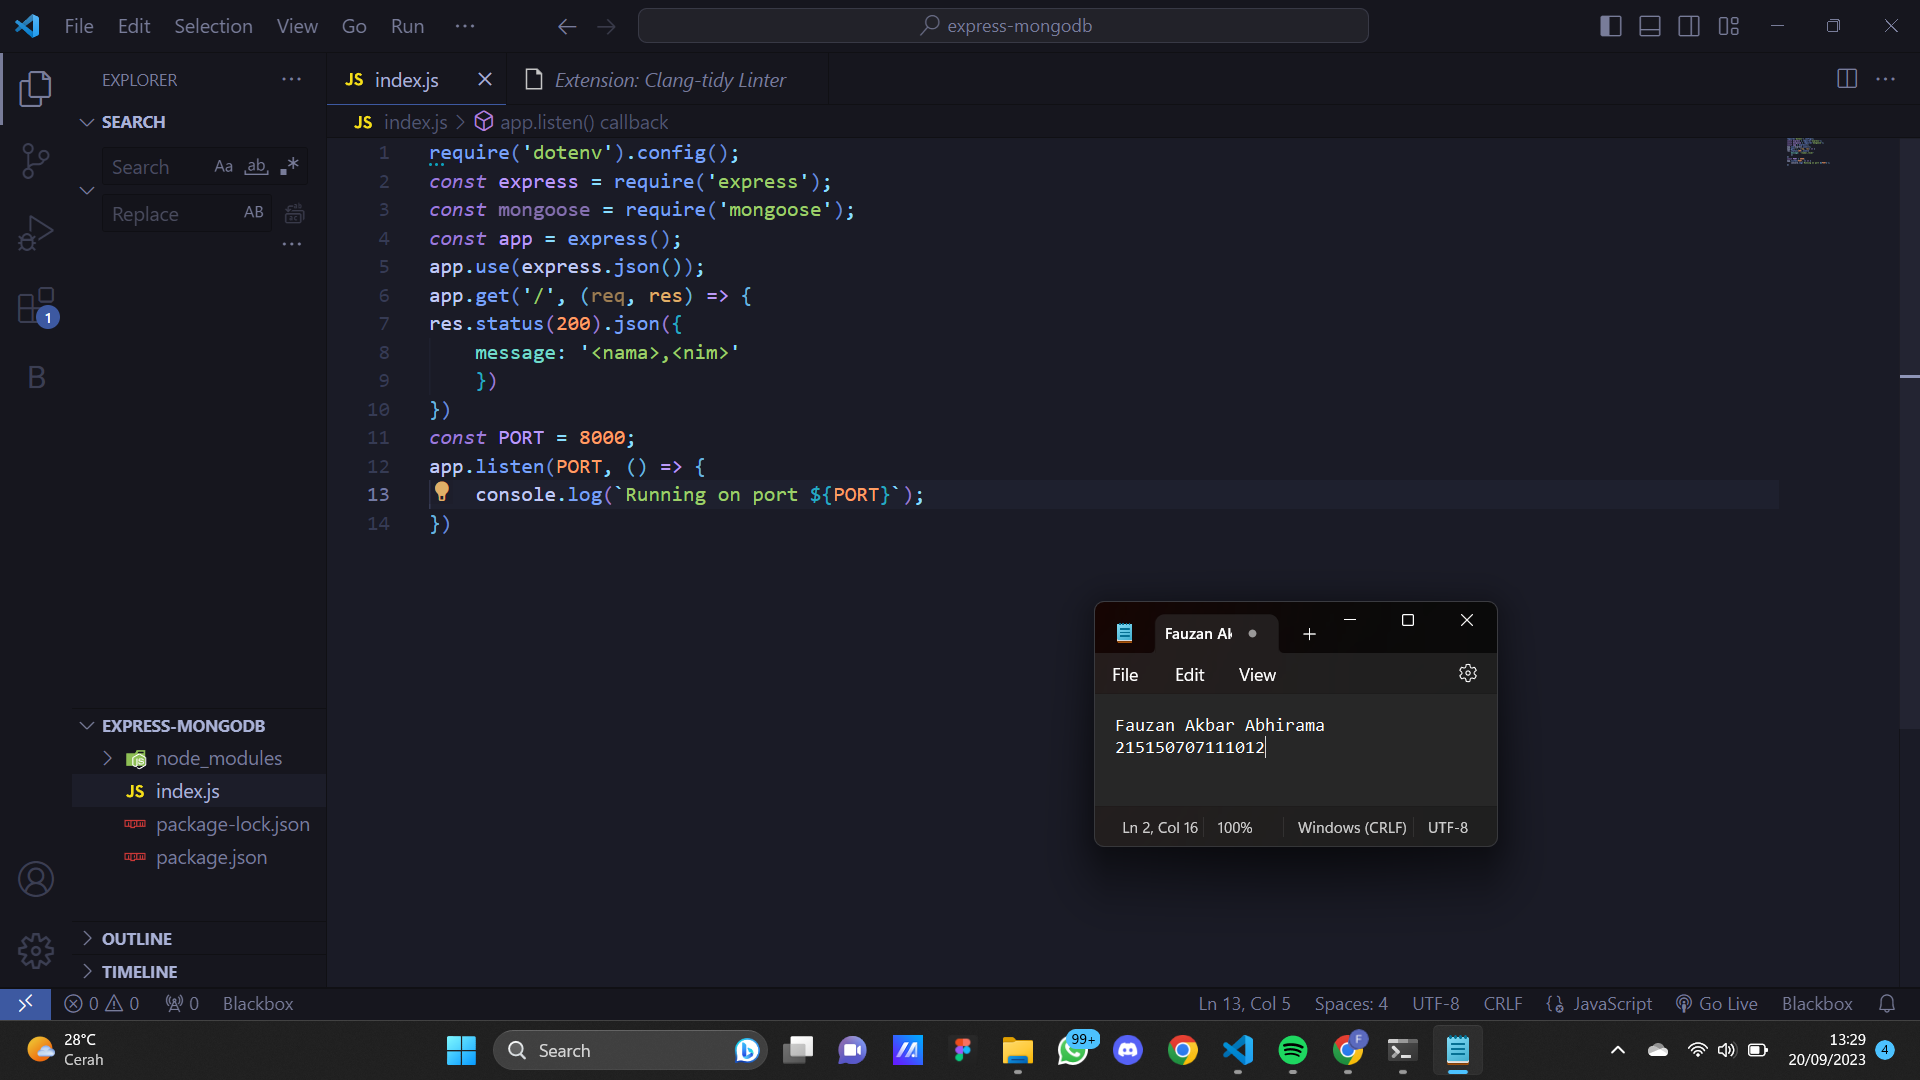 File Edit Selection View Go Run ···
express-mongodb
EXPLORER
SEARCH
Search Aa ab
Replace AB
1
B
EXPRESS-MONGODB
node_modules
JS index.js
package-lock.json
package.json
OUTLINE
TIMELINE
JS index.js
Extension: Clang-tidy Linter
JS index.js > app.listen() callback
1 require('dotenv').config();
2 const express = require('express');
3 const mongoose = require('mongoose');
4 const app = express();
5 app.use(express.json());
6 app.get('/', (req, res) => {
7 res.status(200).json({
8     message: '<nama>,<nim>'
9     })
10 })
11 const PORT = 8000;
12 app.listen(PORT, () => {
13     console.log(`Running on port ${PORT}`);
14 })
Fauzan Al
File Edit View
Fauzan Akbar Abhirama
215150707111012
Ln 2, Col 16 100% Windows (CRLF) UTF-8
0 0 0 Blackbox
Ln 13, Col 5 Spaces: 4 UTF-8 CRLF JavaScript Go Live Blackbox
28°C
Cerah
Search
99+
F
13:29
20/09/2023
4